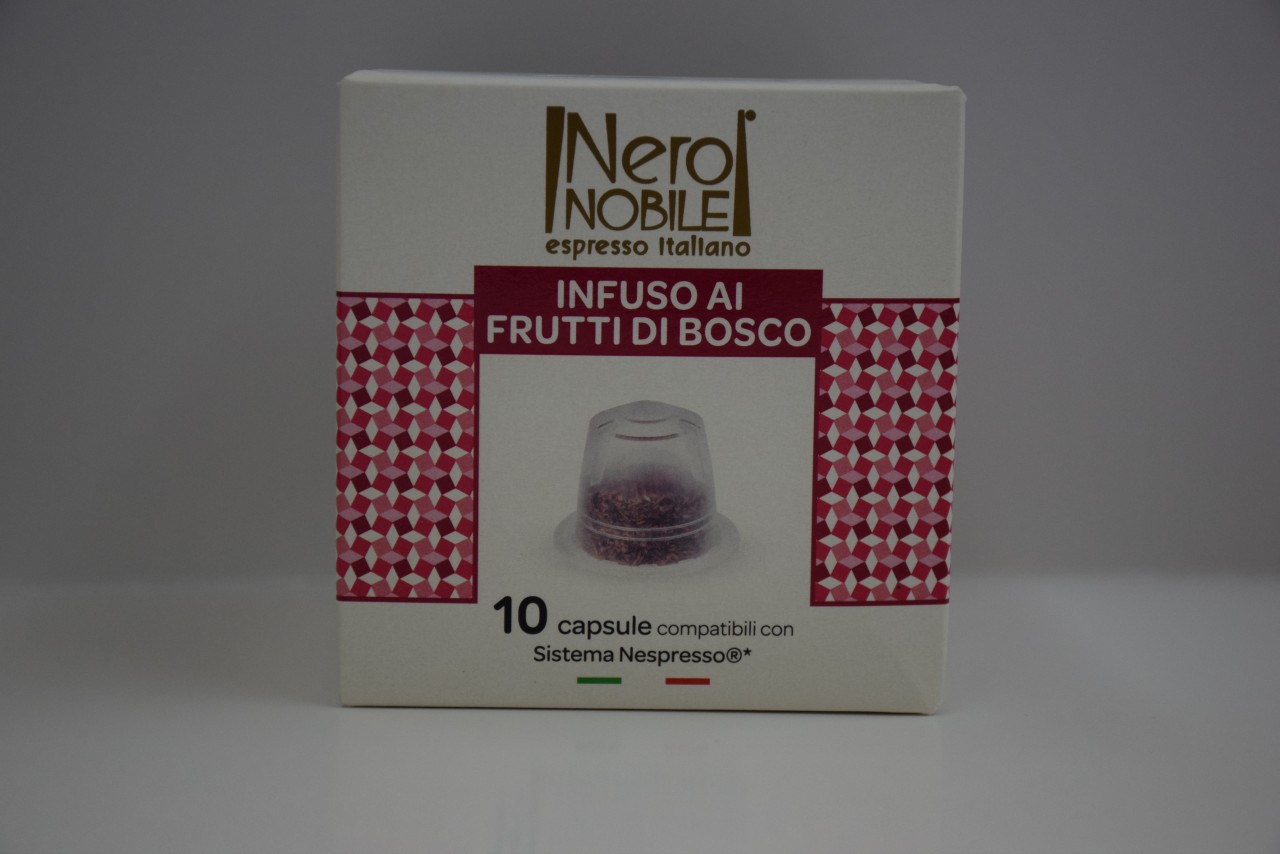 Nero
NOBILE
espresso Italiano
INFUSO AI
FRUTTI DI BOSCO
10 capsule compatibili con
Sistema Nespresso®*